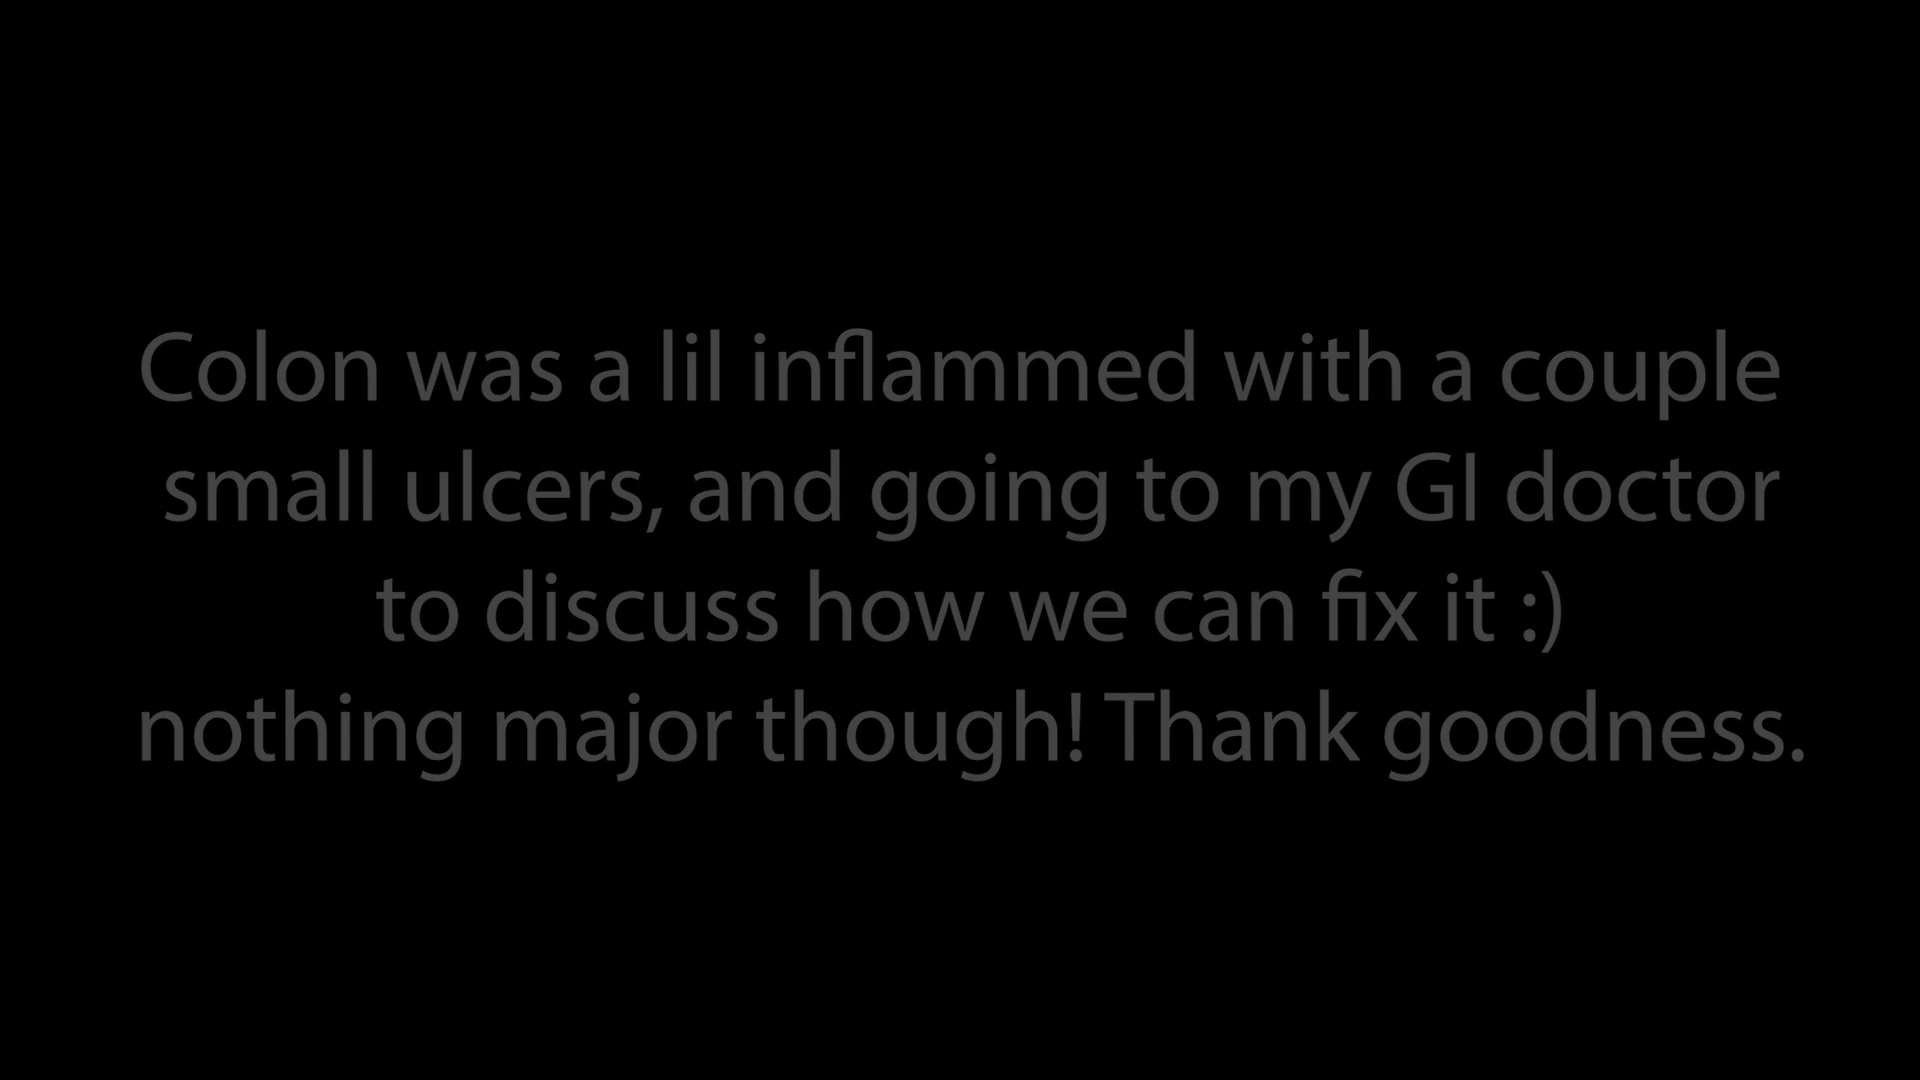 Colon was a lil inflammed with a couple
small ulcers, and going to my GI doctor
to discuss how we can fix it :)
nothing major though! Thank goodness.